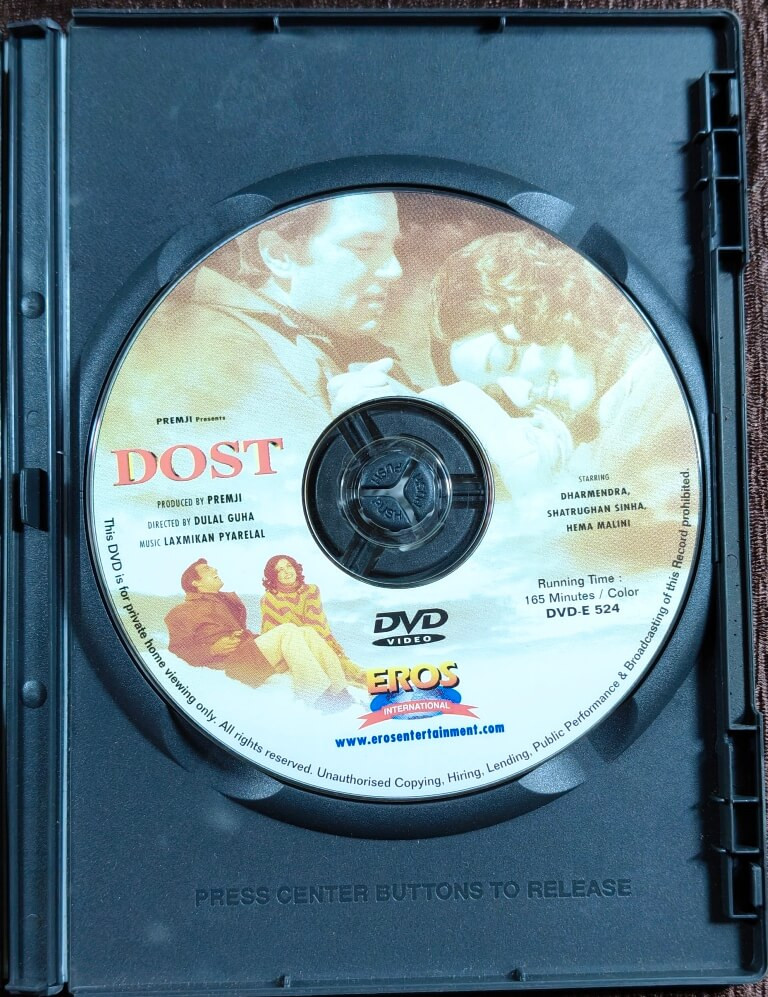 PREMJI Presents
DOST
PRODUCED BY PREMJI
DIRECTED BY DULAL GUHA
MUSIC LAXMIKAN PYARELAL
STARRING
DHARMENDRA,
SHATRUGHAN SINHA,
HEMA MALINI
Running Time :
165 Minutes / Color
DVD-E 524
DVD
VIDEO
EROS
INTERNATIONAL
www.erosentertainment.com
This DVD is for private home viewing only. All rights reserved. Unauthorised Copying, Hiring, Lending, Public Performance & Broadcasting of this Record prohibited.
PUSH
PRESS CENTER BUTTONS TO RELEASE